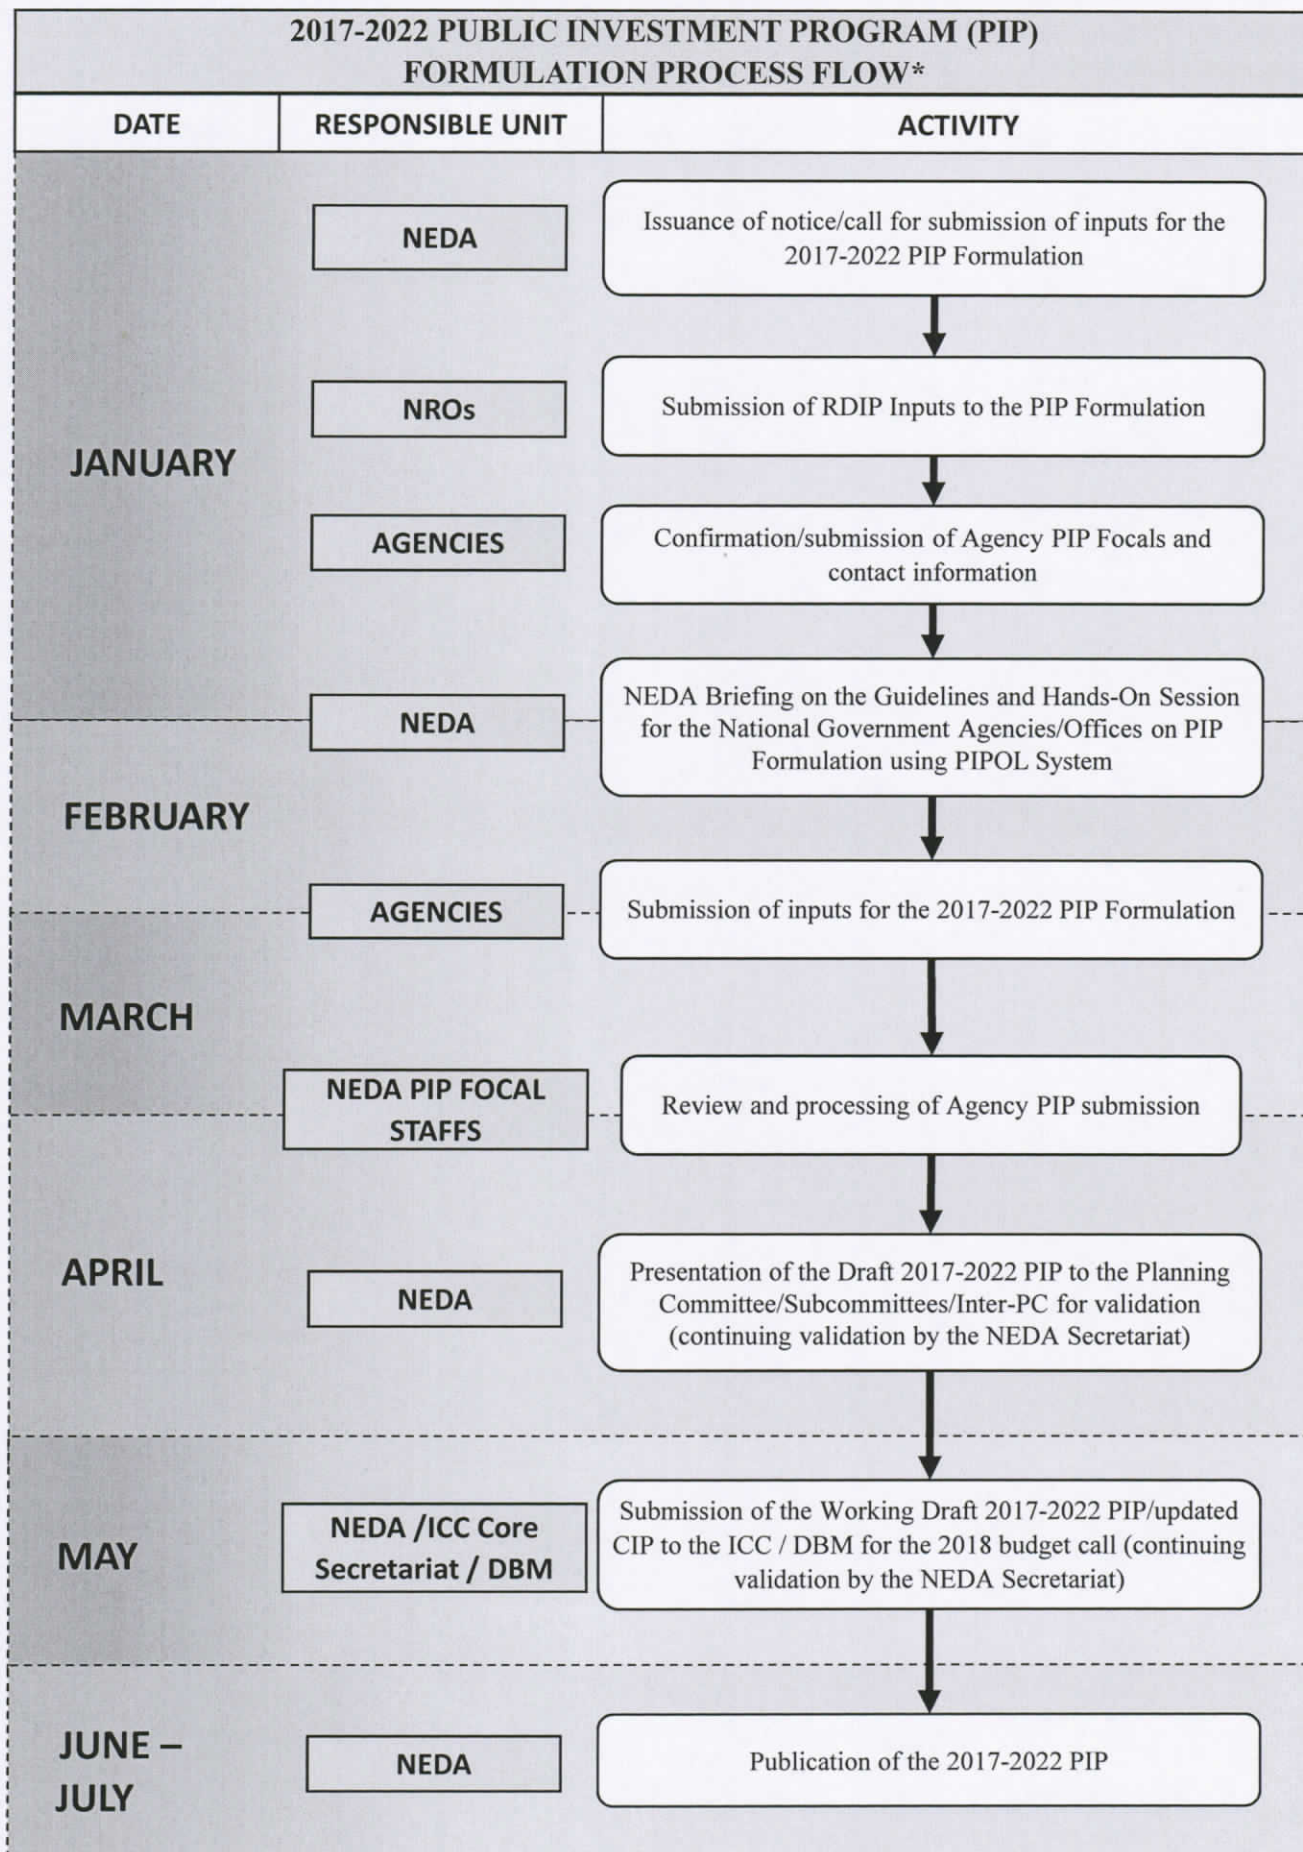 2017-2022 PUBLIC INVESTMENT PROGRAM (PIP)
FORMULATION PROCESS FLOW*
DATE
RESPONSIBLE UNIT
ACTIVITY
JANUARY
NEDA
Issuance of notice/call for submission of inputs for the
2017-2022 PIP Formulation
NROs
Submission of RDIP Inputs to the PIP Formulation
AGENCIES
Confirmation/submission of Agency PIP Focals and
contact information
NEDA
NEDA Briefing on the Guidelines and Hands-On Session
for the National Government Agencies/Offices on PIP
Formulation using PIPOL System
FEBRUARY
AGENCIES
Submission of inputs for the 2017-2022 PIP Formulation
MARCH
NEDA PIP FOCAL
STAFFS
Review and processing of Agency PIP submission
APRIL
NEDA
Presentation of the Draft 2017-2022 PIP to the Planning
Committee/Subcommittees/Inter-PC for validation
(continuing validation by the NEDA Secretariat)
MAY
NEDA /ICC Core
Secretariat / DBM
Submission of the Working Draft 2017-2022 PIP/updated
CIP to the ICC / DBM for the 2018 budget call (continuing
validation by the NEDA Secretariat)
JUNE –
JULY
NEDA
Publication of the 2017-2022 PIP